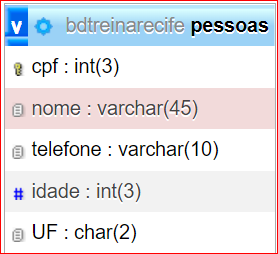 v bdtreinarecife pessoas
cpf : int(3)
nome : varchar(45)
telefone : varchar(10)
# idade : int(3)
UF : char(2)